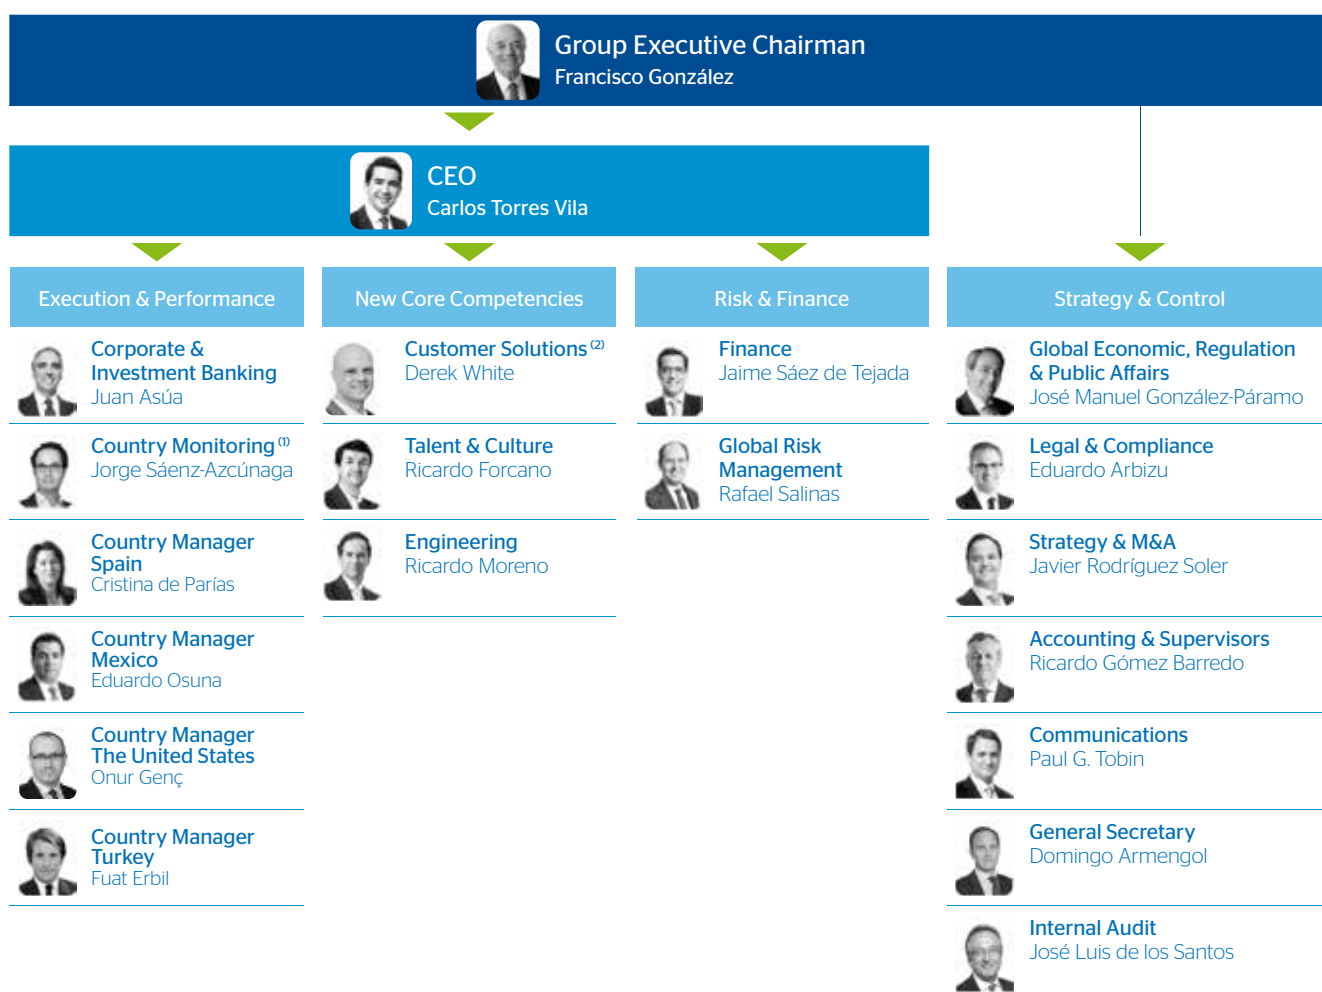 Group Executive Chairman
Francisco González
CEO
Carlos Torres Vila
Execution & Performance
Corporate &
Investment Banking
Juan Asúa
Country Monitoring (1)
Jorge Sáenz-Azcúnaga
Country Manager
Spain
Cristina de Parías
Country Manager
Mexico
Eduardo Osuna
Country Manager
The United States
Onur Genç
Country Manager
Turkey
Fuat Erbil
New Core Competencies
Customer Solutions (2)
Derek White
Talent & Culture
Ricardo Forcano
Engineering
Ricardo Moreno
Risk & Finance
Finance
Jaime Sáez de Tejada
Global Risk
Management
Rafael Salinas
Strategy & Control
Global Economic, Regulation
& Public Affairs
José Manuel González-Páramo
Legal & Compliance
Eduardo Arbizu
Strategy & M&A
Javier Rodríguez Soler
Accounting & Supervisors
Ricardo Gómez Barredo
Communications
Paul G. Tobin
General Secretary
Domingo Armengol
Internal Audit
José Luis de los Santos